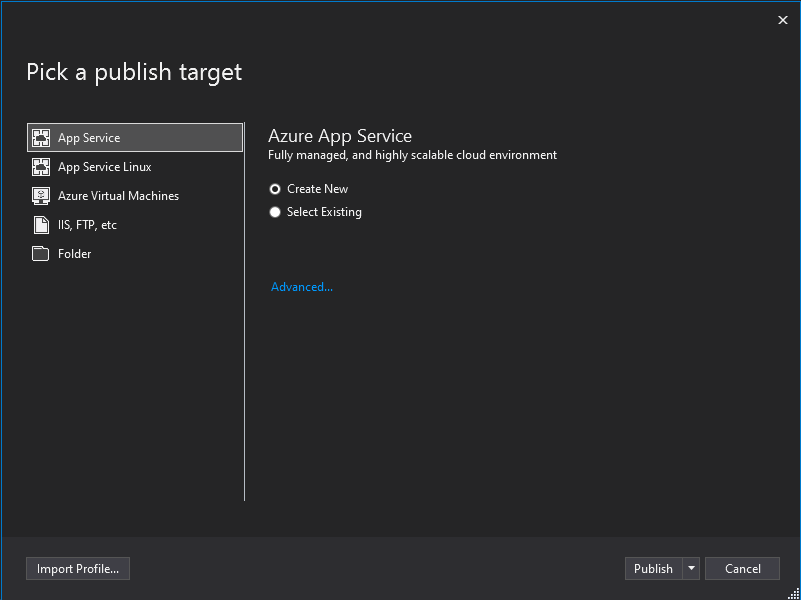 Pick a publish target
App Service
App Service Linux
Azure Virtual Machines
IIS, FTP, etc
Folder
Azure App Service
Fully managed, and highly scalable cloud environment
Create New
Select Existing
Advanced...
Import Profile...
Publish
Cancel